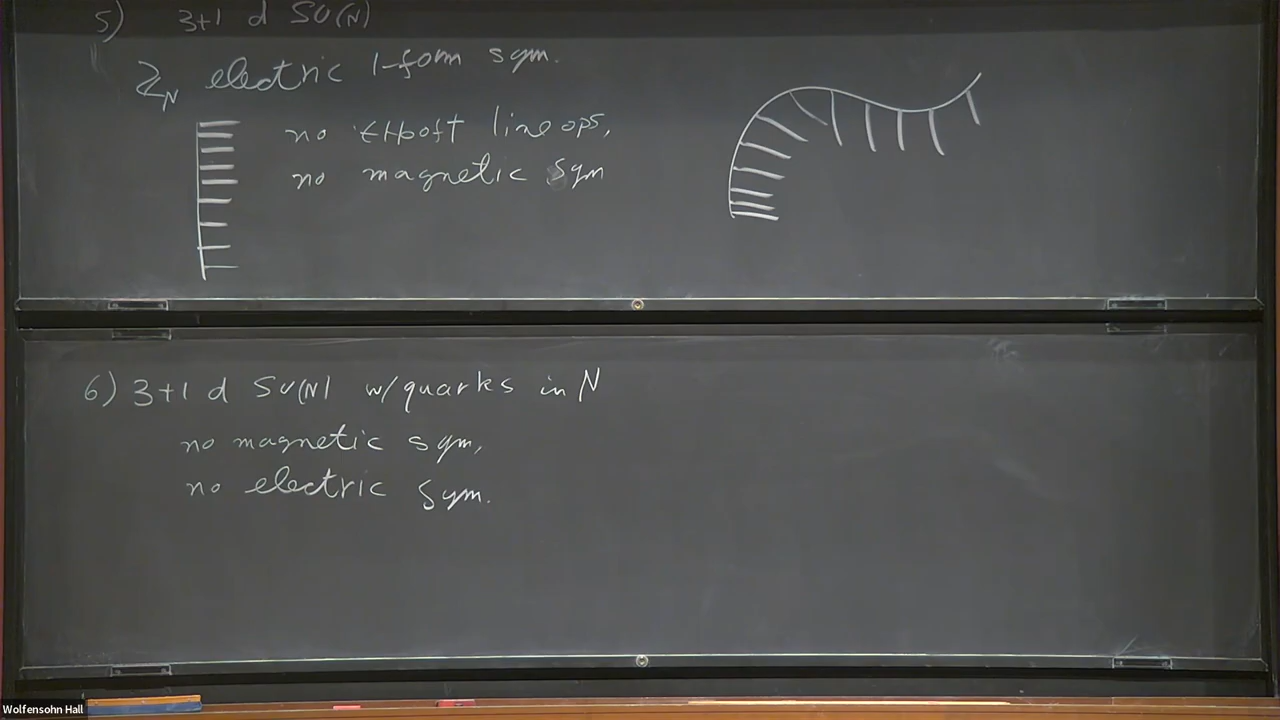 5) 3+1 d SU(N)
ℤ_N electric 1-form sym.
no 't Hooft line ops,
no magnetic sym
6) 3+1 d SU(N) w/quarks in N
no magnetic sym,
no electric sym.
Wolfensohn Hall